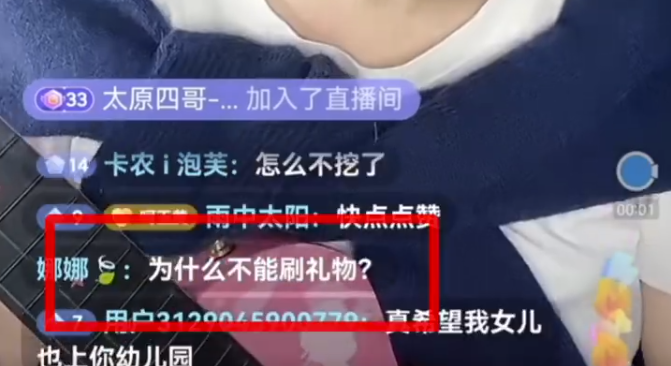 33 太原四哥-... 加入了直播间
14 卡农 i 泡芙：怎么不挖了
9 雨中太阳：快点点赞
00:01
娜娜🍃：为什么不能刷礼物？
7 用户3129045900779：真希望我女儿
也上你幼儿园